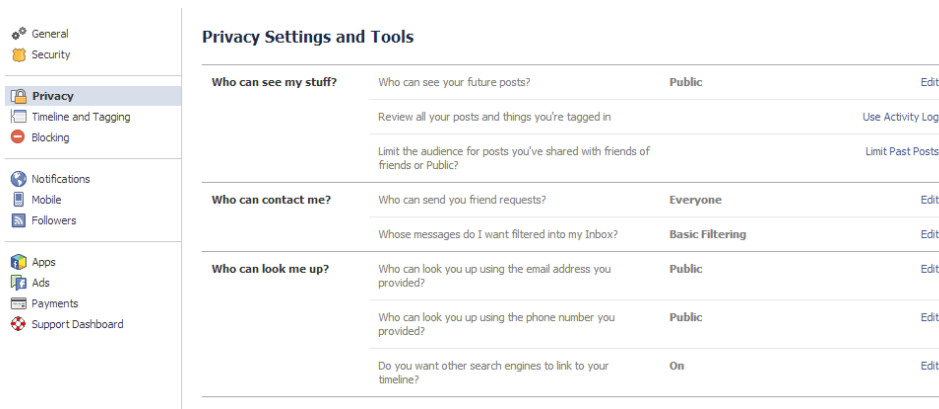 General
Security
Privacy
Timeline and Tagging
Blocking
Notifications
Mobile
Followers
Apps
Ads
Payments
Support Dashboard
Privacy Settings and Tools
Who can see my stuff?
Who can see your future posts?
Public
Edit
Review all your posts and things you're tagged in
Use Activity Log
Limit the audience for posts you've shared with friends of
friends or Public?
Limit Past Posts
Who can contact me?
Who can send you friend requests?
Everyone
Edit
Whose messages do I want filtered into my Inbox?
Basic Filtering
Edit
Who can look me up?
Who can look you up using the email address you
provided?
Public
Edit
Who can look you up using the phone number you
provided?
Public
Edit
Do you want other search engines to link to your
timeline?
On
Edit